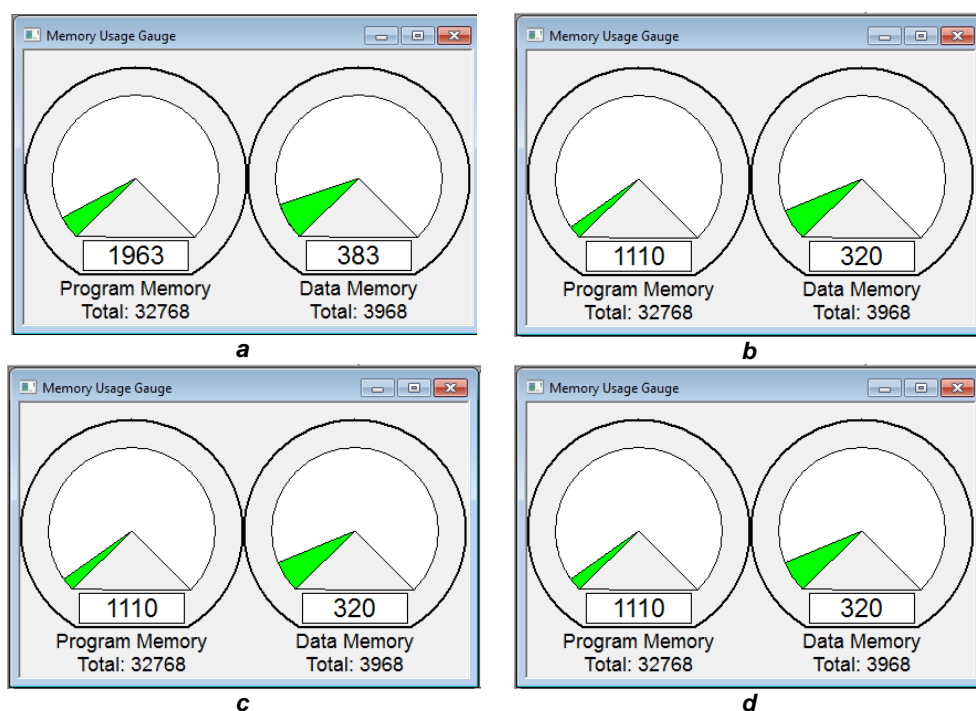 Memory Usage Gauge
1963 383
Program Memory Data Memory
Total: 32768 Total: 3968
a
Memory Usage Gauge
1110 320
Program Memory Data Memory
Total: 32768 Total: 3968
b
Memory Usage Gauge
1110 320
Program Memory Data Memory
Total: 32768 Total: 3968
c
Memory Usage Gauge
1110 320
Program Memory Data Memory
Total: 32768 Total: 3968
d